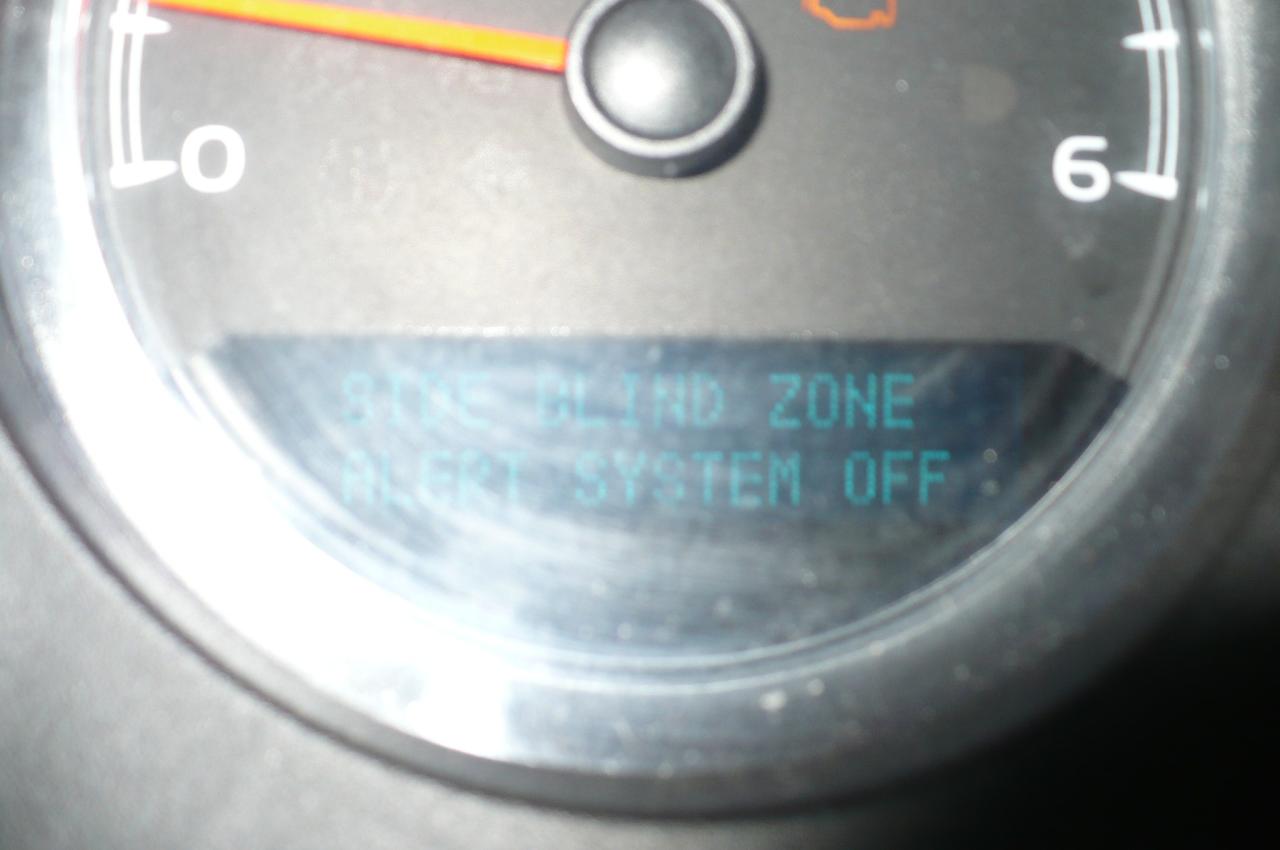 0 6
SIDE BLIND ZONE
ALERT SYSTEM OFF